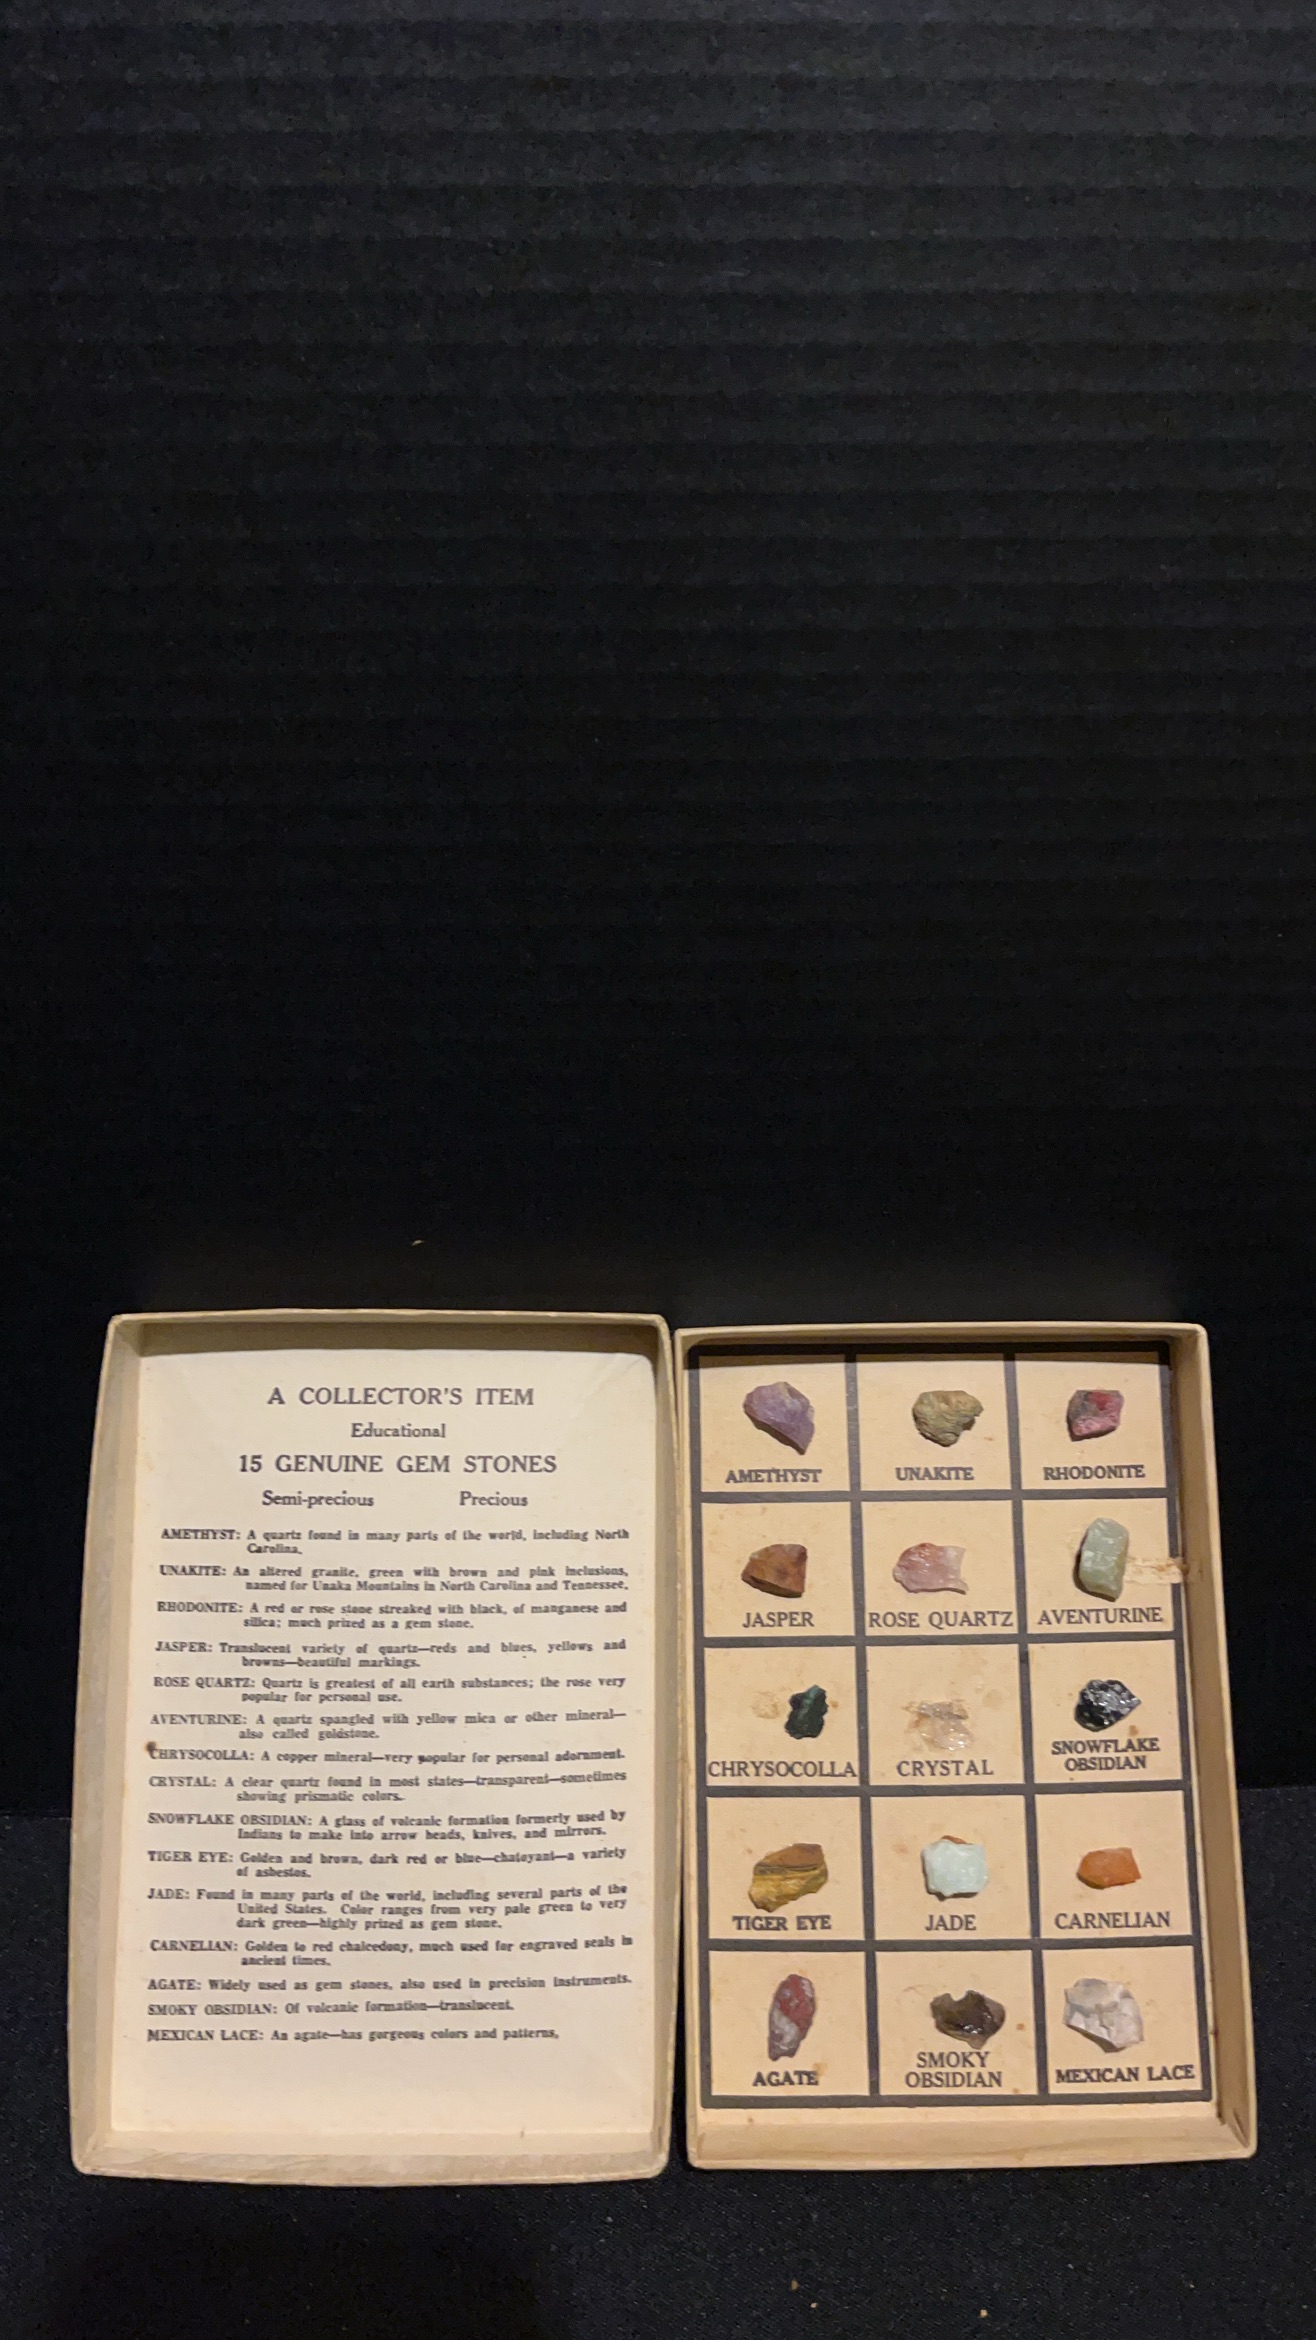 A COLLECTOR'S ITEM
Educational
15 GENUINE GEM STONES
Semi-precious Precious
AMETHYST: A quartz found in many parts of the world, including North
Carolina.
UNAKITE: An altered granite, green with brown and pink inclusions,
named for Unaka Mountains in North Carolina and Tennessee.
RHODONITE: A red or rose stone streaked with black, of manganese and
silica; much prized as a gem stone.
JASPER: Translucent variety of quartz—reds and blues, yellows and
browns—beautiful markings.
ROSE QUARTZ: Quartz is greatest of all earth substances; the rose very
popular for personal use.
AVENTURINE: A quartz spangled with yellow mica or other mineral—
also called goldstone.
CHRYSOCOLLA: A copper mineral—very popular for personal adornment.
CRYSTAL: A clear quartz found in most states—transparent—sometimes
showing prismatic colors.
SNOWFLAKE OBSIDIAN: A glass of volcanic formation formerly used by
Indians to make into arrow heads, knives, and mirrors.
TIGER EYE: Golden and brown, dark red or blue—chatoyant—a variety
of asbestos.
JADE: Found in many parts of the world, including several parts of the
United States. Color ranges from very pale green to very
dark green—highly prized as gem stone.
CARNELIAN: Golden to red chalcedony, much used for engraved seals in
ancient times.
AGATE: Widely used as gem stones, also used in precision instruments.
SMOKY OBSIDIAN: Of volcanic formation—translucent.
MEXICAN LACE: An agate—has gorgeous colors and patterns.
AMETHYST
UNAKITE
RHODONITE
JASPER
ROSE QUARTZ
AVENTURINE
CHRYSOCOLLA
CRYSTAL
SNOWFLAKE
OBSIDIAN
TIGER EYE
JADE
CARNELIAN
AGATE
SMOKY
OBSIDIAN
MEXICAN LACE